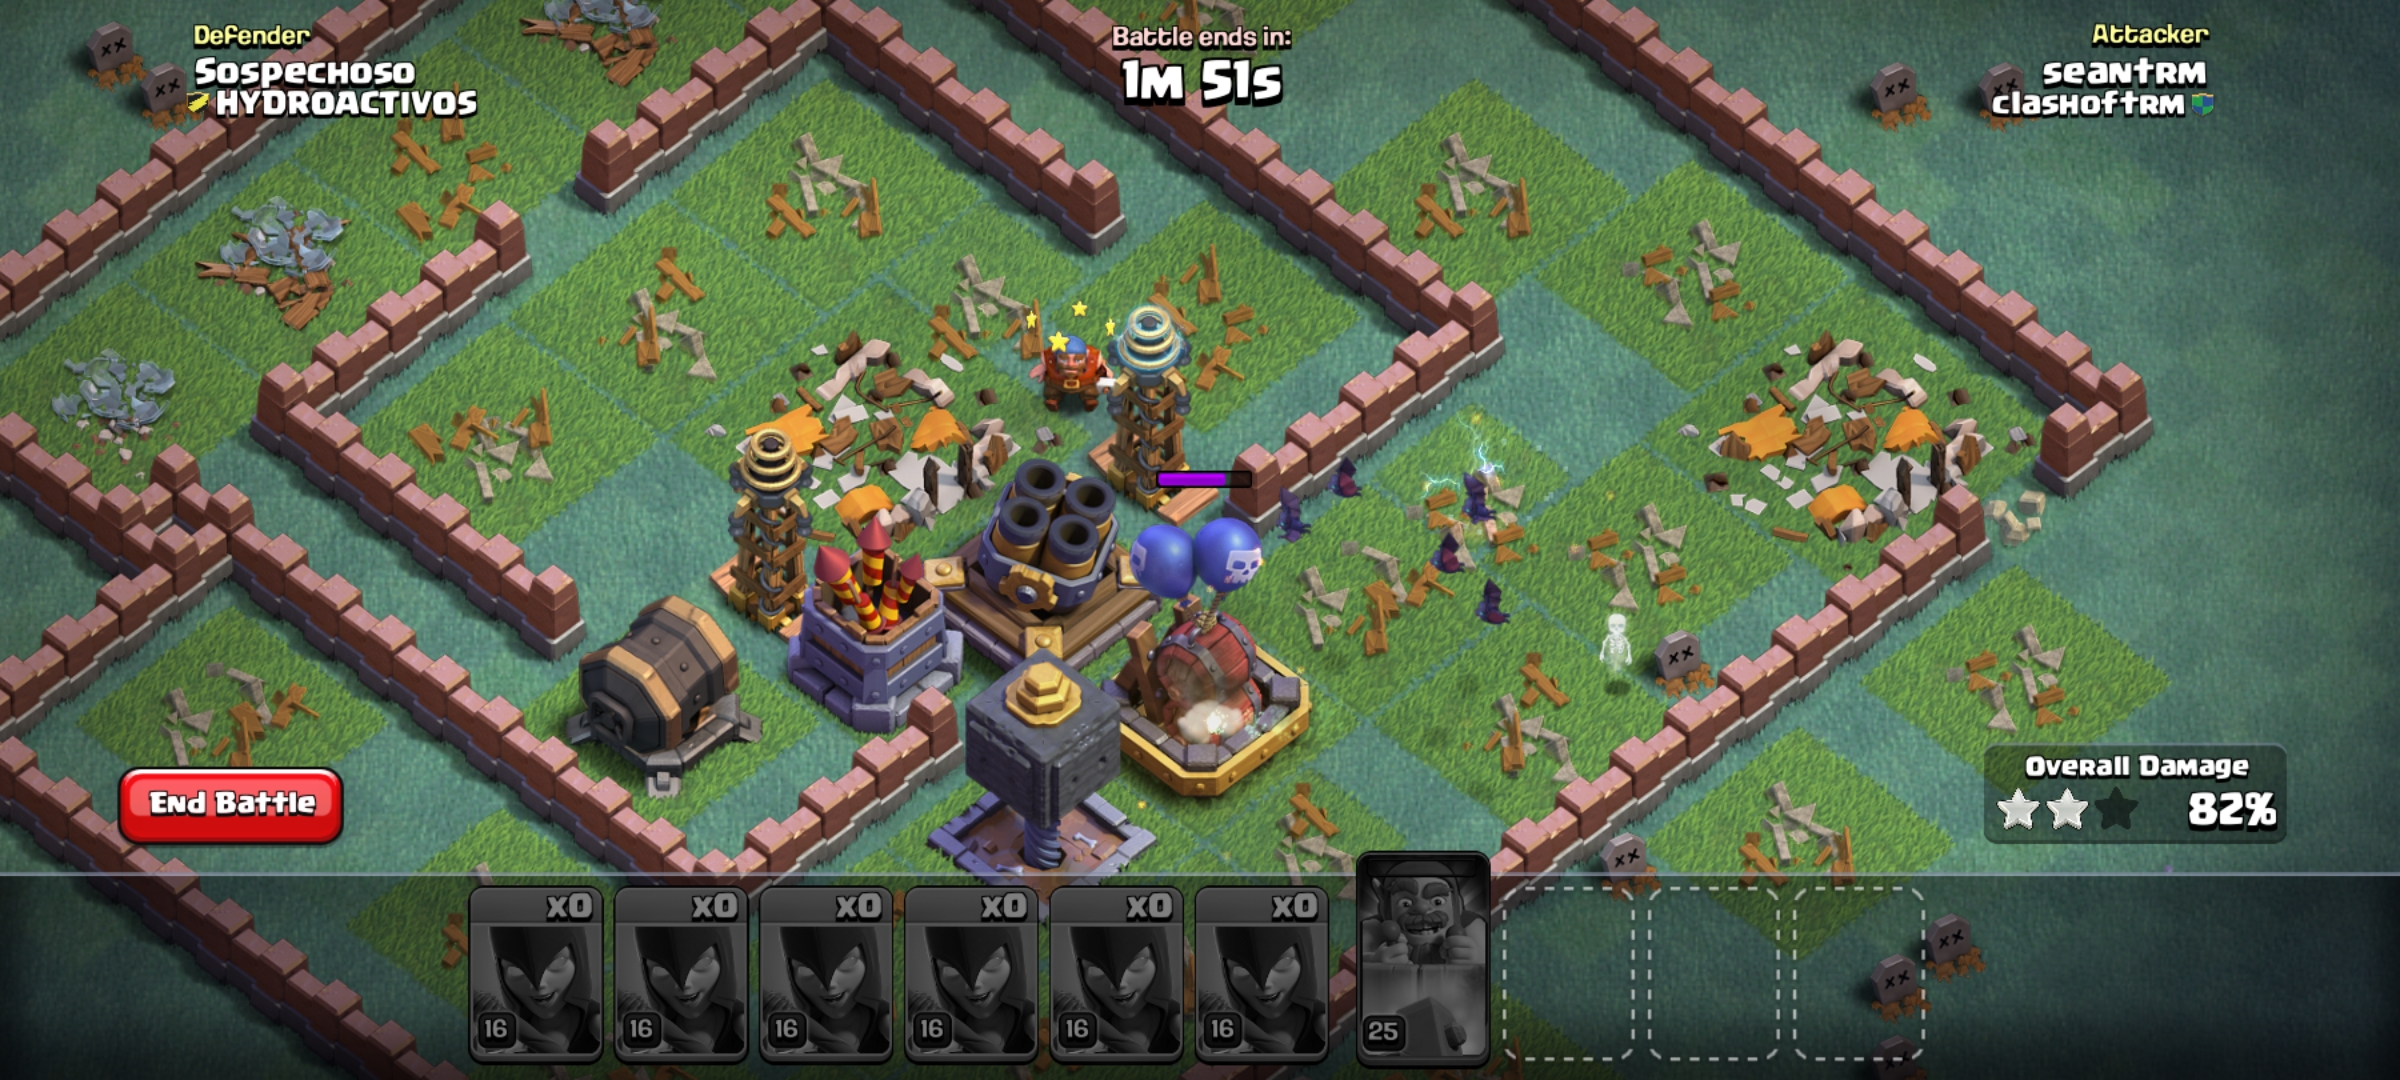 Defender
Sospechoso
HYDROACTIVOS
Battle ends in:
1M 51S
Attacker
seantRM
clashoftRM
End Battle
Overall Damage
82%
x0
x0
x0
x0
x0
x0
16
16
16
16
16
16
25